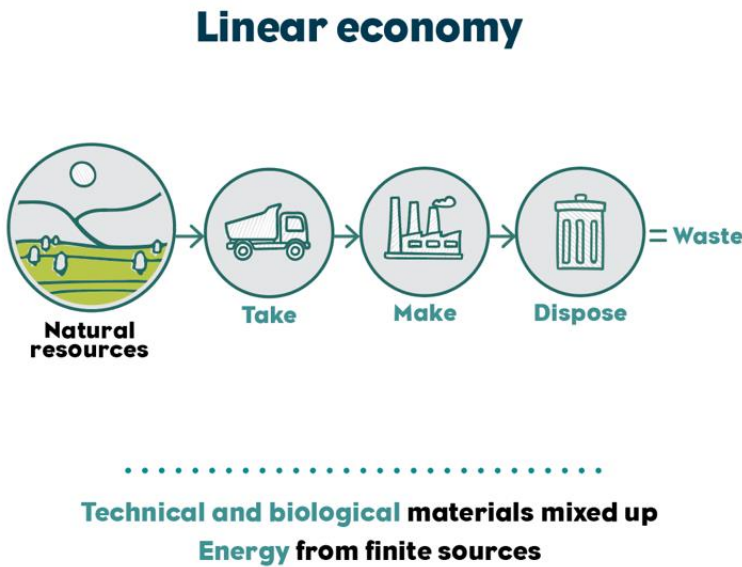 Linear economy
Natural
resources
Take
Make
Dispose
= Waste
Technical and biological materials mixed up
Energy from finite sources